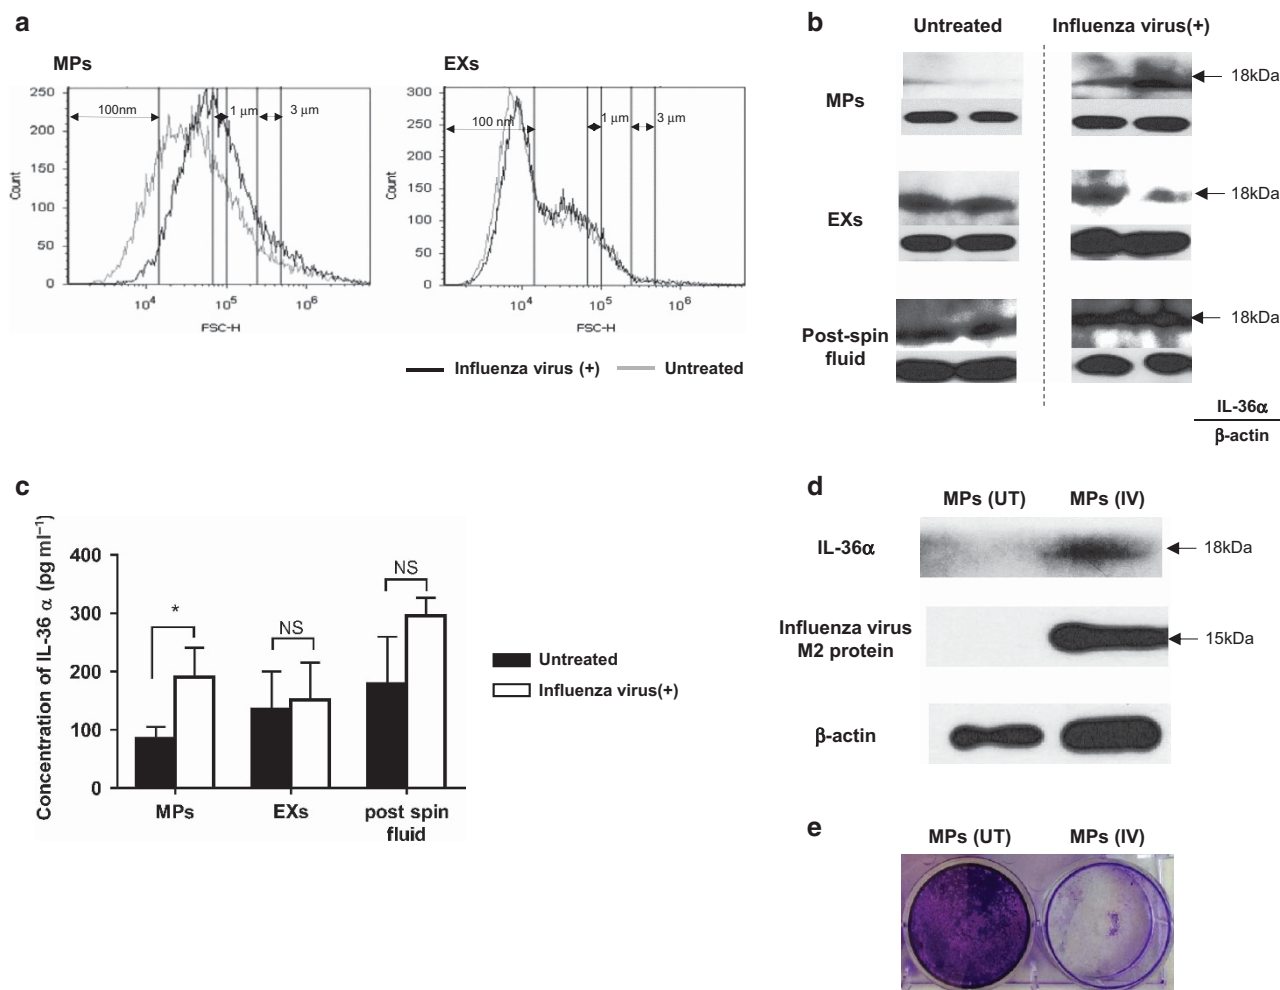 a
MPs
EXs
250
200
150
100
50
0
Count
100nm
1 μm
3 μm
10⁴
10⁵
10⁶
FSC-H
300
250
200
150
100
50
0
Count
100 nm
1 μm
3 μm
10⁴
10⁵
10⁶
FSC-H
Influenza virus (+)
Untreated
b
Untreated
Influenza virus(+)
MPs
18kDa
EXs
18kDa
Post-spin
fluid
18kDa
IL-36α
β-actin
c
Concentration of IL-36 α (pg ml⁻¹)
400
300
200
100
0
*
NS
NS
MPs
EXs
post spin
fluid
Untreated
Influenza virus(+)
d
MPs (UT)
MPs (IV)
IL-36α
18kDa
Influenza virus
M2 protein
15kDa
β-actin
e
MPs (UT)
MPs (IV)